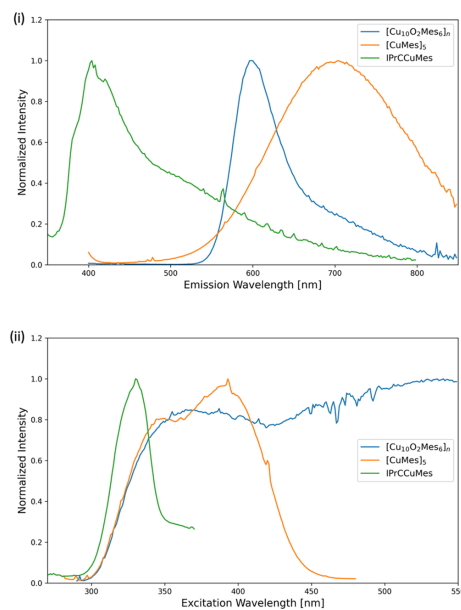 (i)
1.2
1.0
0.8
0.6
0.4
0.2
0.0
Normalized Intensity
[Cu10O2Mes6]n
[CuMes]5
IPrCCuMes
400 500 600 700 800
Emission Wavelength [nm]
(ii)
1.2
1.0
0.8
0.6
0.4
0.2
0.0
Normalized Intensity
[Cu10O2Mes6]n
[CuMes]5
IPrCCuMes
300 350 400 450 500 55
Excitation Wavelength [nm]